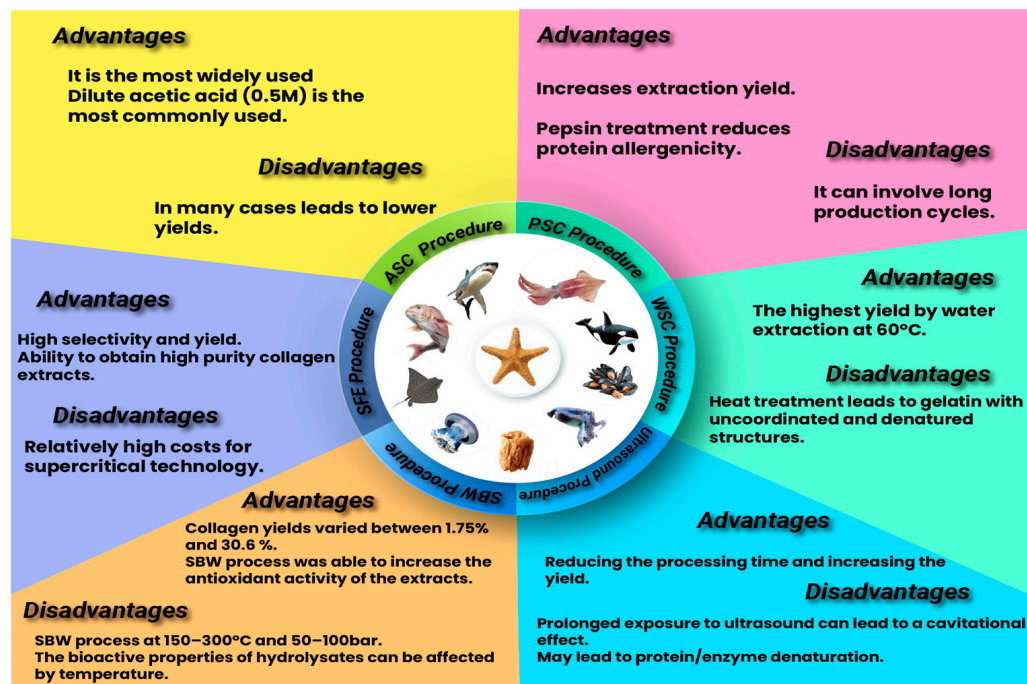 Advantages
It is the most widely used
Dilute acetic acid (0.5M) is the
most commonly used.
Disadvantages
In many cases leads to lower
yields.
Advantages
Increases extraction yield.
Pepsin treatment reduces
protein allergenicity.
Disadvantages
It can involve long
production cycles.
ASC Procedure
PSC Procedure
WSC Procedure
Ultrasound Procedure
SBW Procedure
SFE Procedure
Advantages
High selectivity and yield.
Ability to obtain high purity collagen
extracts.
Disadvantages
Relatively high costs for
supercritical technology.
Advantages
The highest yield by water
extraction at 60°C.
Disadvantages
Heat treatment leads to gelatin with
uncoordinated and denatured
structures.
Advantages
Collagen yields varied between 1.75%
and 30.6 %.
SBW process was able to increase the
antioxidant activity of the extracts.
Disadvantages
SBW process at 150–300°C and 50–100bar.
The bioactive properties of hydrolysates can be affected
by temperature.
Advantages
Reducing the processing time and increasing the
yield.
Disadvantages
Prolonged exposure to ultrasound can lead to a cavitational
effect.
May lead to protein/enzyme denaturation.